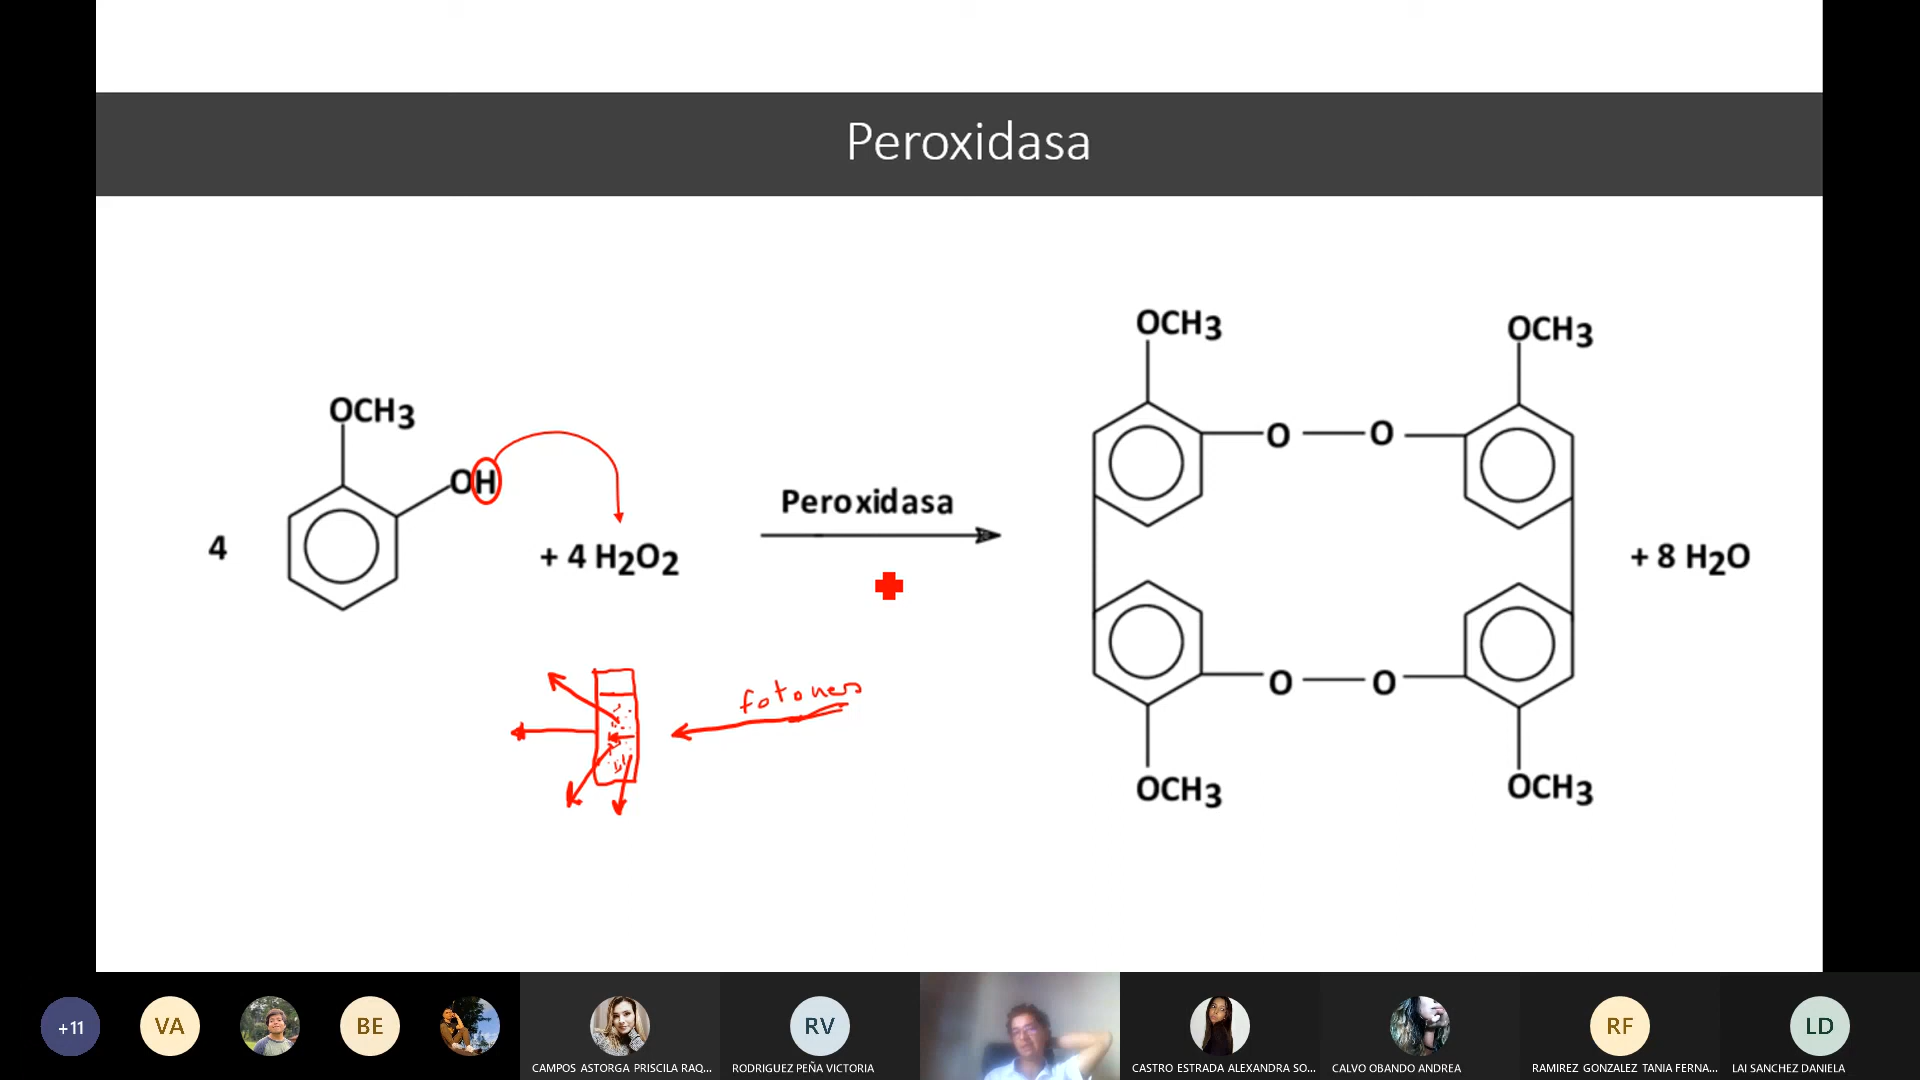 Peroxidasa
OCH3
OH
4
+ 4 H2O2
Peroxidasa
OCH3
OCH3
O
O
O
O
OCH3
OCH3
+ 8 H2O
fotones
+11
VA
BE
CAMPOS ASTORGA PRISCILA RAQ...
RV
RODRIGUEZ PEÑA VICTORIA
CASTRO ESTRADA ALEXANDRA SO...
CALVO OBANDO ANDREA
RF
RAMIREZ GONZALEZ TANIA FERNA...
LD
LAI SANCHEZ DANIELA